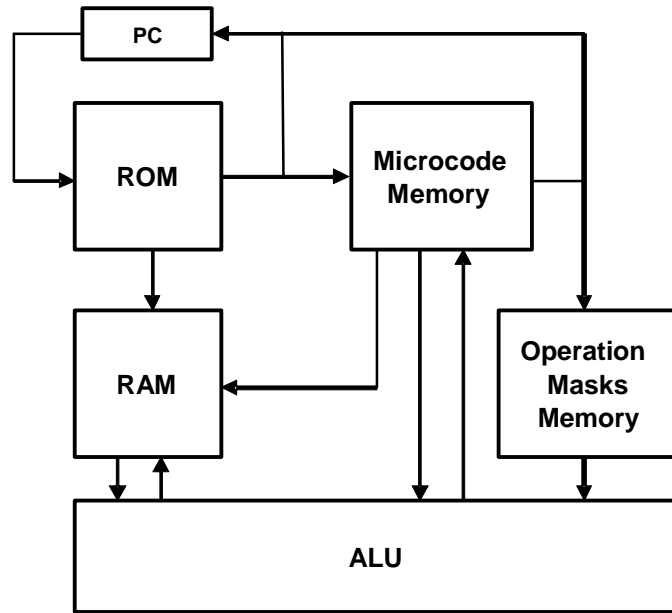 PC
ROM
Microcode
Memory
RAM
Operation
Masks
Memory
ALU